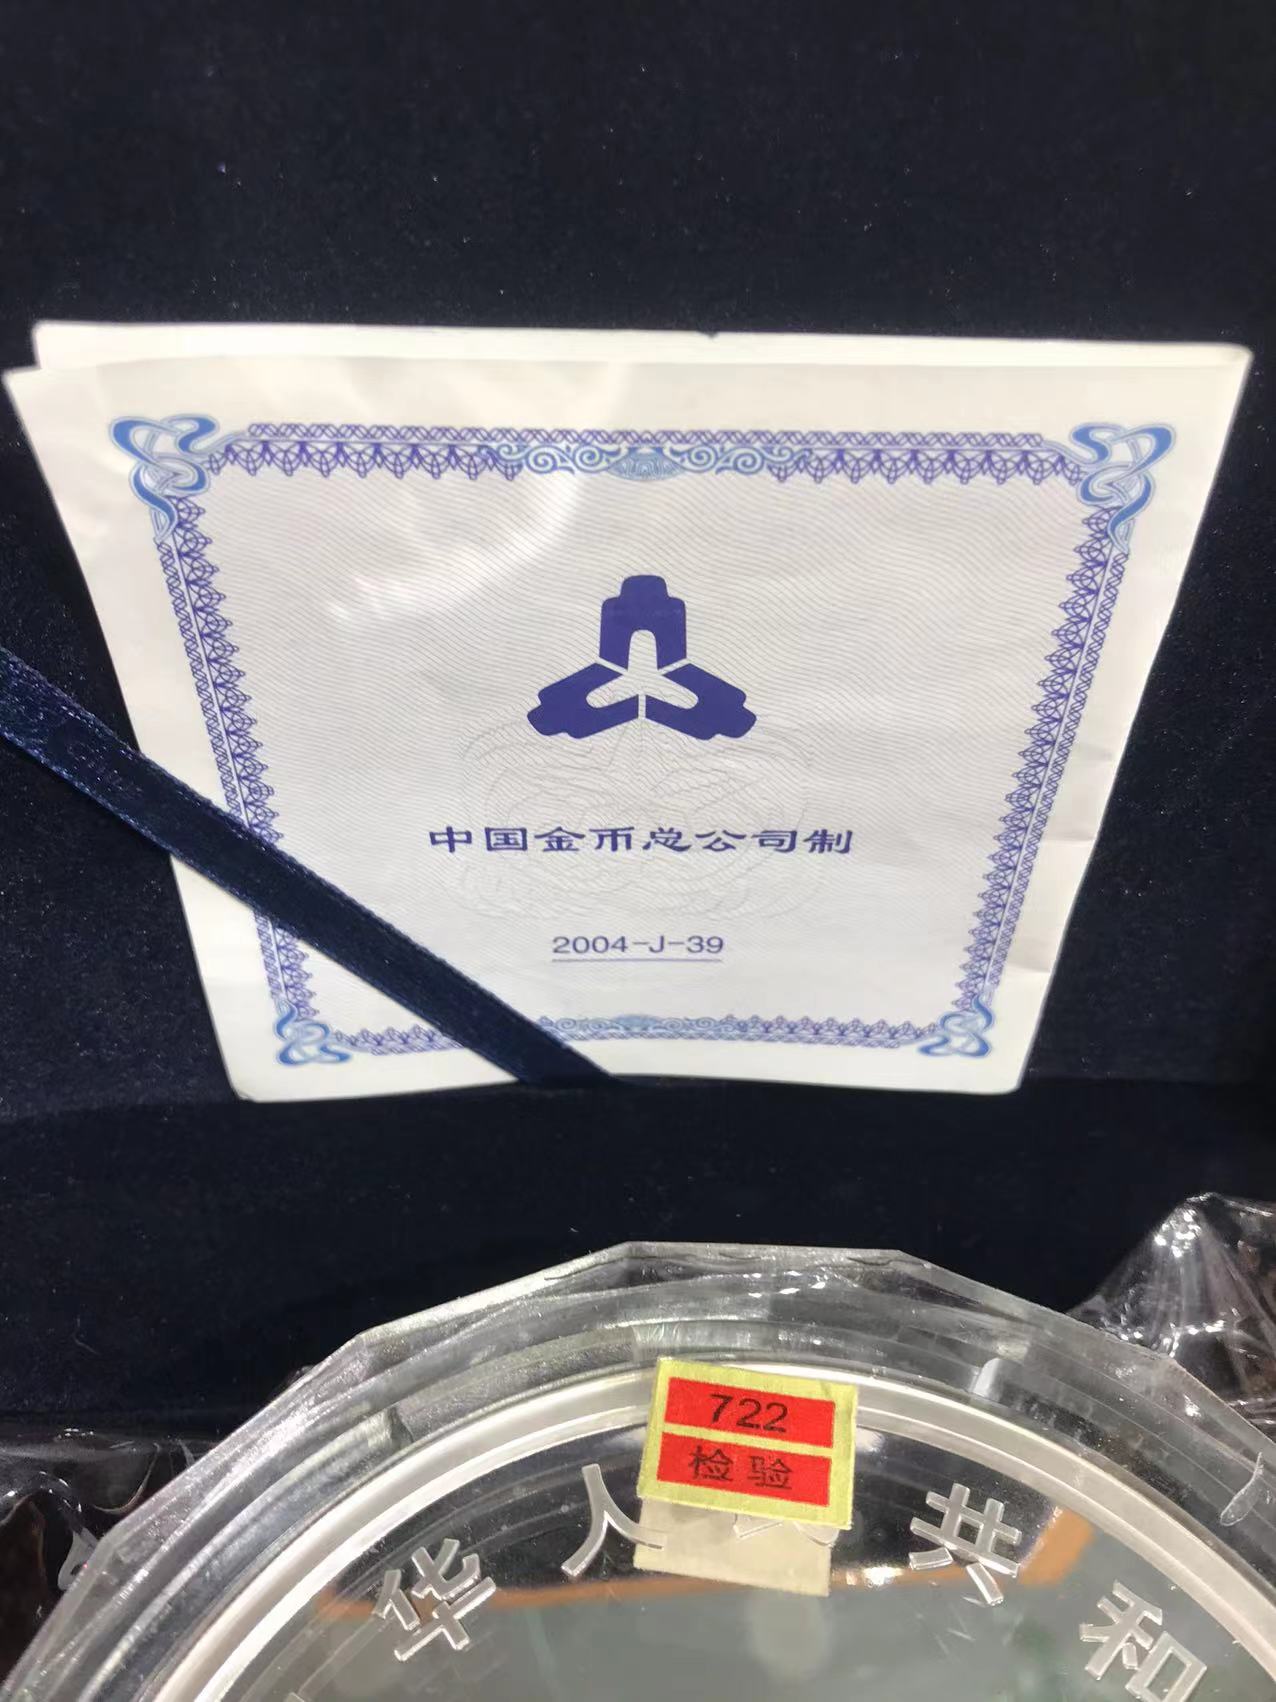 中国金币总公司制
2004-J-39
722
检验
华人 共和